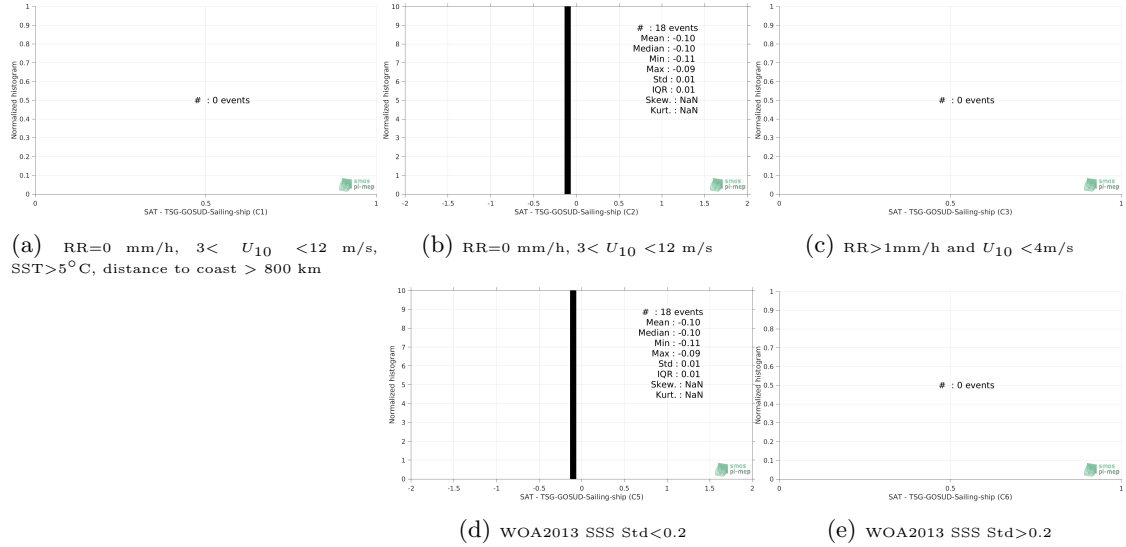 1
0.9
0.8
0.7
0.6
0.5
0.4
0.3
0.2
0.1
0
Normalized histogram
# : 0 events
0 0.5 1
SAT - TSG-GOSUD-Sailing-ship (C1)
smos
pi-mep
(a) RR=0 mm/h, 3< U10 <12 m/s,
SST>5°C, distance to coast > 800 km
10
9
8
7
6
5
4
3
2
1
0
Normalized histogram
# : 18 events
Mean : -0.10
Median : -0.10
Min : -0.11
Max : -0.09
Std : 0.01
IQR : 0.01
Skew. : NaN
Kurt. : NaN
-2 -1.5 -1 -0.5 0 0.5 1 1.5 2
SAT - TSG-GOSUD-Sailing-ship (C2)
smos
pi-mep
(b) RR=0 mm/h, 3< U10 <12 m/s
1
0.9
0.8
0.7
0.6
0.5
0.4
0.3
0.2
0.1
0
Normalized histogram
# : 0 events
0 0.5 1
SAT - TSG-GOSUD-Sailing-ship (C3)
smos
pi-mep
(c) RR>1mm/h and U10 <4m/s
10
9
8
7
6
5
4
3
2
1
0
Normalized histogram
# : 18 events
Mean : -0.10
Median : -0.10
Min : -0.11
Max : -0.09
Std : 0.01
IQR : 0.01
Skew. : NaN
Kurt. : NaN
-2 -1.5 -1 -0.5 0 0.5 1 1.5 2
SAT - TSG-GOSUD-Sailing-ship (C5)
smos
pi-mep
(d) WOA2013 SSS Std<0.2
1
0.9
0.8
0.7
0.6
0.5
0.4
0.3
0.2
0.1
0
Normalized histogram
# : 0 events
0 0.5 1
SAT - TSG-GOSUD-Sailing-ship (C6)
smos
pi-mep
(e) WOA2013 SSS Std>0.2